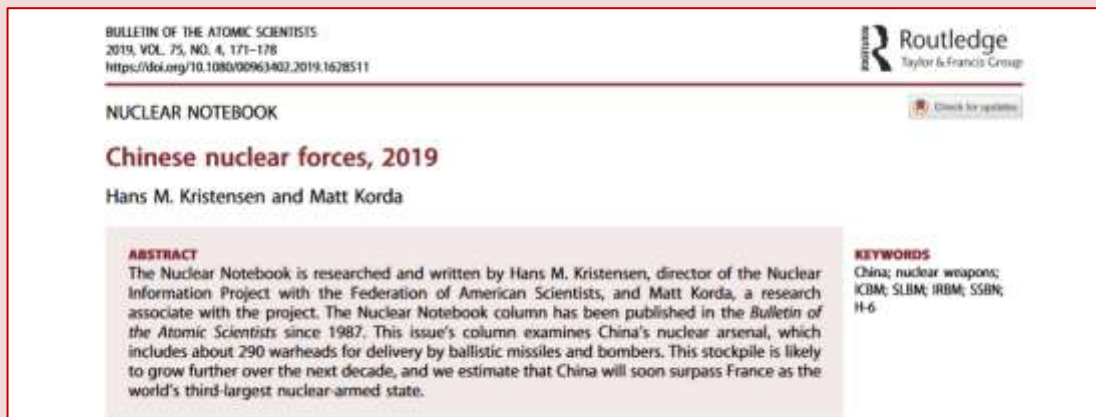 BULLETIN OF THE ATOMIC SCIENTISTS
2019, VOL. 75, NO. 4, 171–178
https://doi.org/10.1080/00963402.2019.1628511
Routledge
Taylor & Francis Group
NUCLEAR NOTEBOOK
Check for updates
Chinese nuclear forces, 2019
Hans M. Kristensen and Matt Korda
ABSTRACT
The Nuclear Notebook is researched and written by Hans M. Kristensen, director of the Nuclear
Information Project with the Federation of American Scientists, and Matt Korda, a research
associate with the project. The Nuclear Notebook column has been published in the Bulletin of
the Atomic Scientists since 1987. This issue's column examines China's nuclear arsenal, which
includes about 290 warheads for delivery by ballistic missiles and bombers. This stockpile is likely
to grow further over the next decade, and we estimate that China will soon surpass France as the
world's third-largest nuclear-armed state.
KEYWORDS
China; nuclear weapons;
ICBM; SLBM; IRBM; SSBN;
H-6